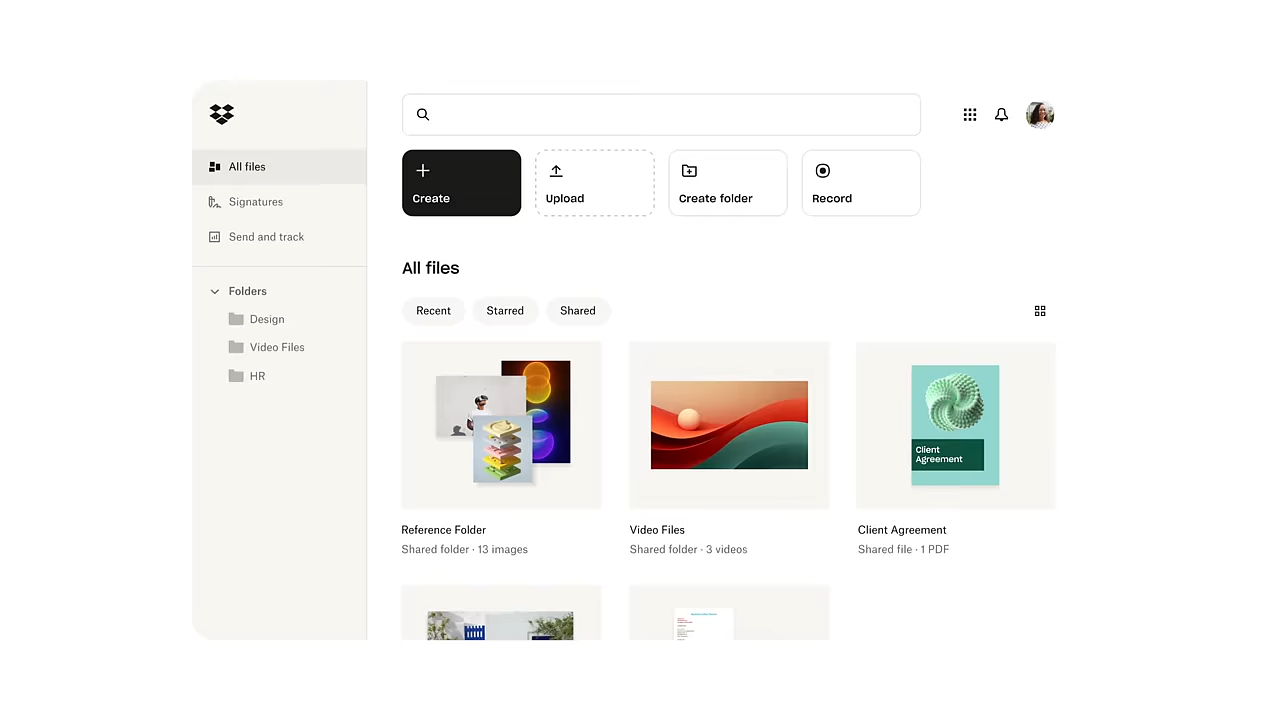 All files
Signatures
Send and track
Folders
Design
Video Files
HR
Create
Upload
Create folder
Record
All files
Recent
Starred
Shared
Client
Agreement
Reference Folder
Shared folder · 13 images
Video Files
Shared folder · 3 videos
Client Agreement
Shared file · 1 PDF